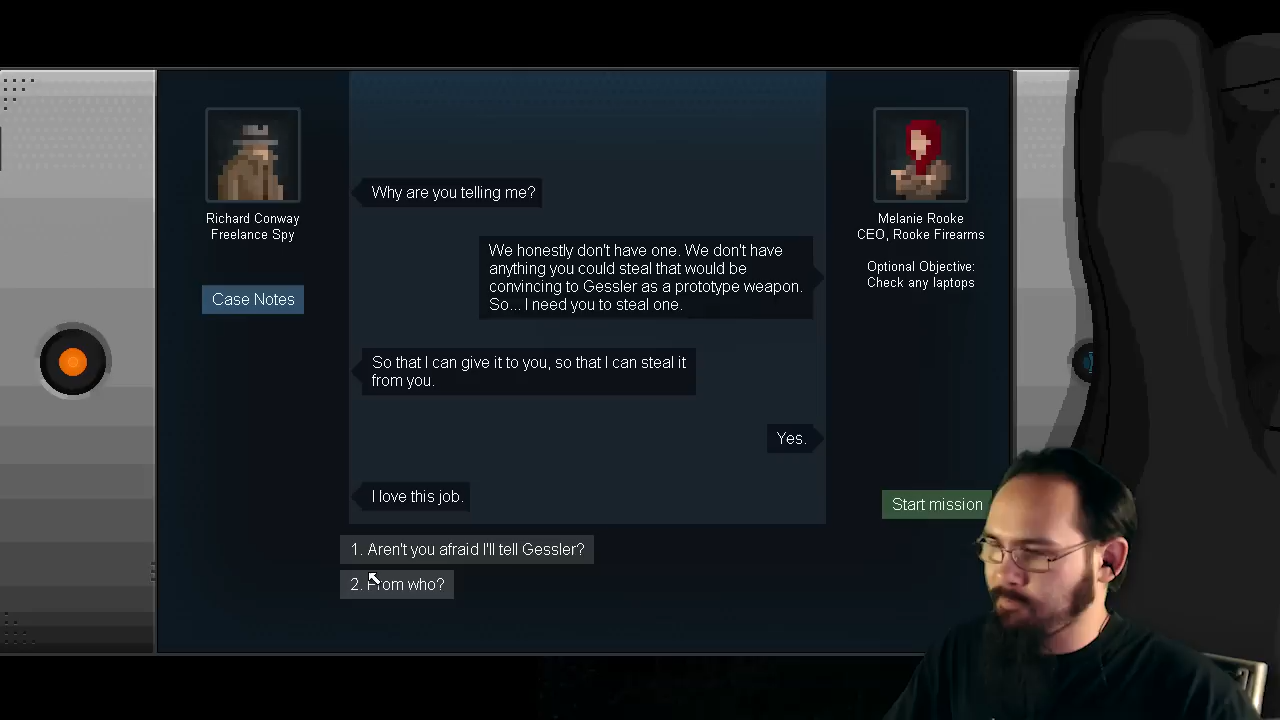 Why are you telling me?
Richard Conway
Freelance Spy
Melanie Rooke
CEO, Rooke Firearms
We honestly don't have one. We don't have
anything you could steal that would be
convincing to Gessler as a prototype weapon.
So... I need you to steal one.
Optional Objective:
Check any laptops
Case Notes
So that I can give it to you, so that I can steal it
from you.
Yes.
I love this job.
Start mission
1. Aren't you afraid I'll tell Gessler?
2. From who?